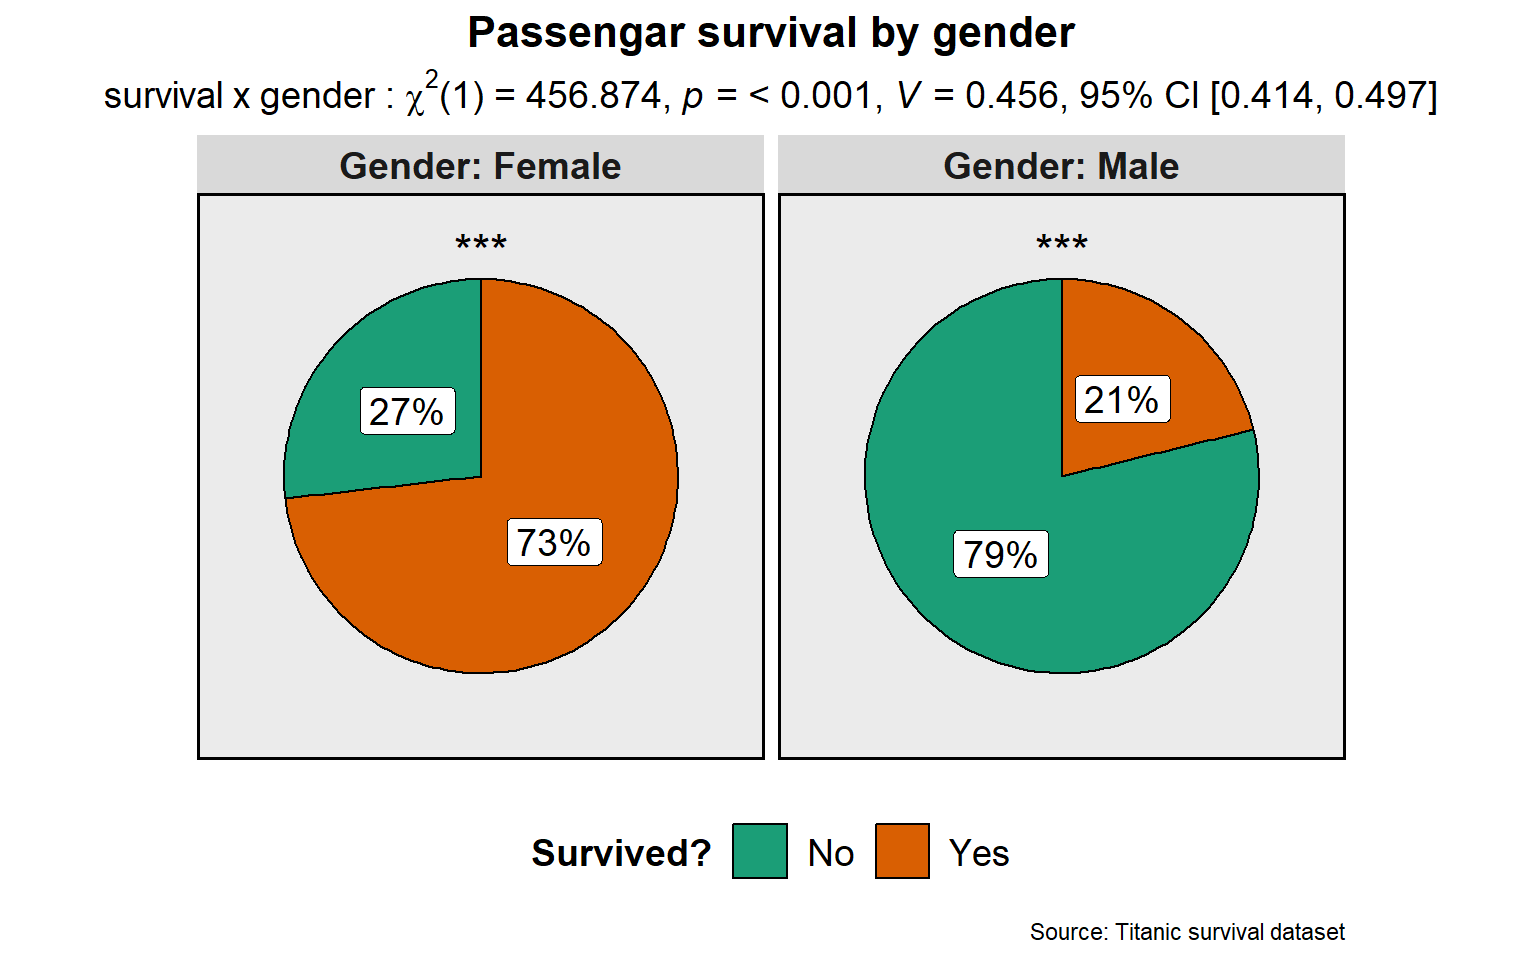 Passengar survival by gender
survival x gender : χ²(1) = 456.874, p = < 0.001, V = 0.456, 95% CI [0.414, 0.497]
Gender: Female
Gender: Male
***
***
27%
73%
21%
79%
Survived? No Yes
Source: Titanic survival dataset